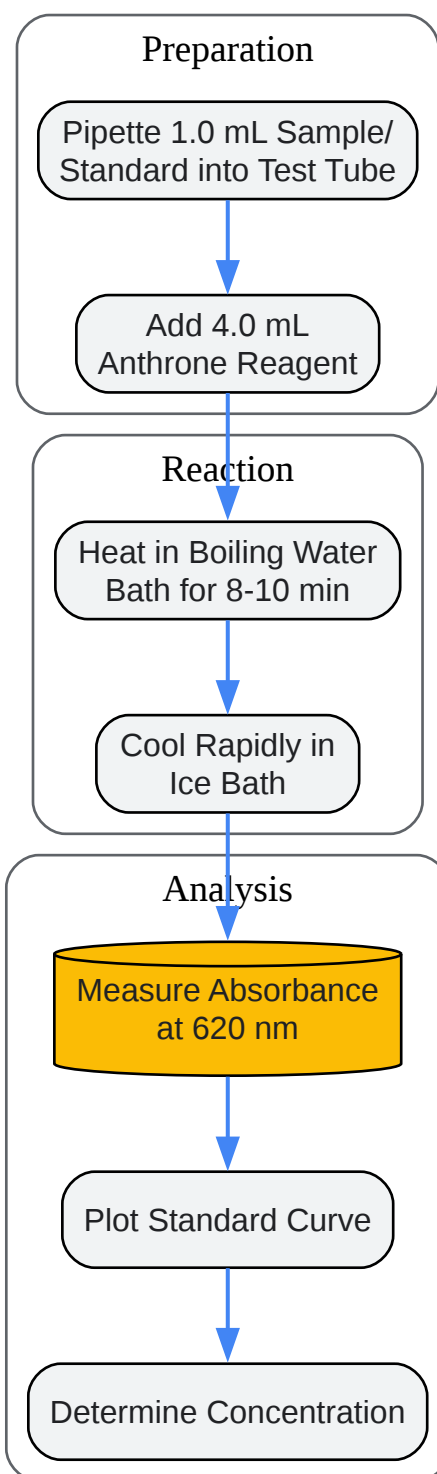 Preparation
Pipette 1.0 mL Sample/
Standard into Test Tube
Add 4.0 mL
Anthrone Reagent
Reaction
Heat in Boiling Water
Bath for 8-10 min
Cool Rapidly in
Ice Bath
Analysis
Measure Absorbance
at 620 nm
Plot Standard Curve
Determine Concentration